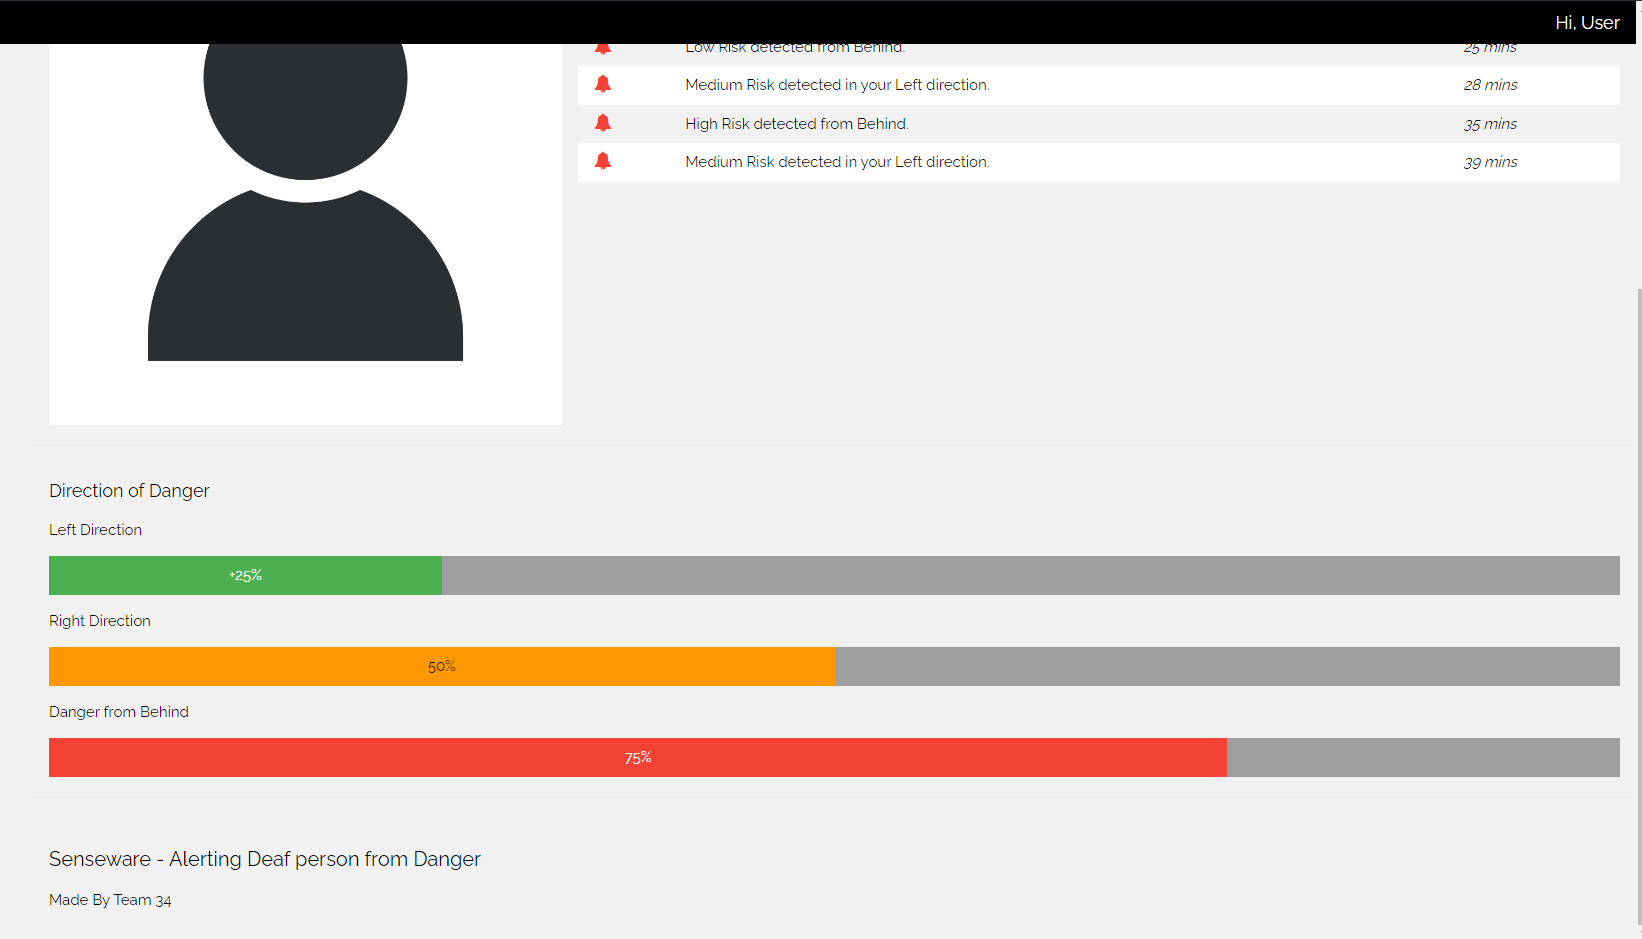 Hi, User
Low Risk detected from Behind. 25 mins
Medium Risk detected in your Left direction. 28 mins
High Risk detected from Behind. 35 mins
Medium Risk detected in your Left direction. 39 mins
Direction of Danger
Left Direction
+25%
Right Direction
50%
Danger from Behind
75%
Senseware - Alerting Deaf person from Danger
Made By Team 34